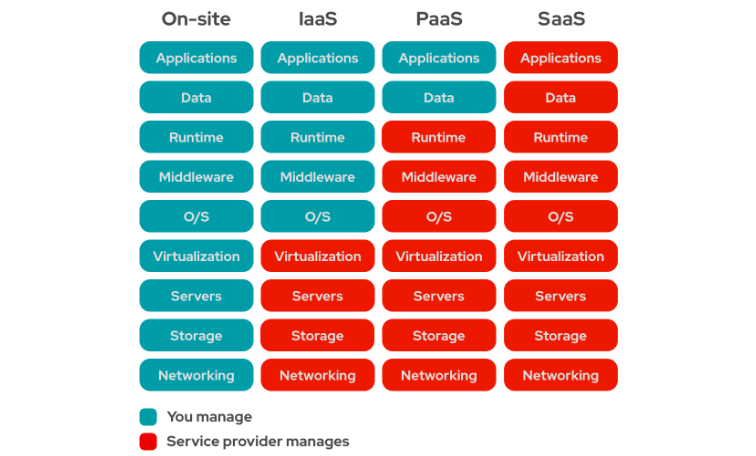 On-site IaaS PaaS SaaS
Applications Applications Applications Applications
Data Data Data Data
Runtime Runtime Runtime Runtime
Middleware Middleware Middleware Middleware
O/S O/S O/S O/S
Virtualization Virtualization Virtualization Virtualization
Servers Servers Servers Servers
Storage Storage Storage Storage
Networking Networking Networking Networking
You manage
Service provider manages